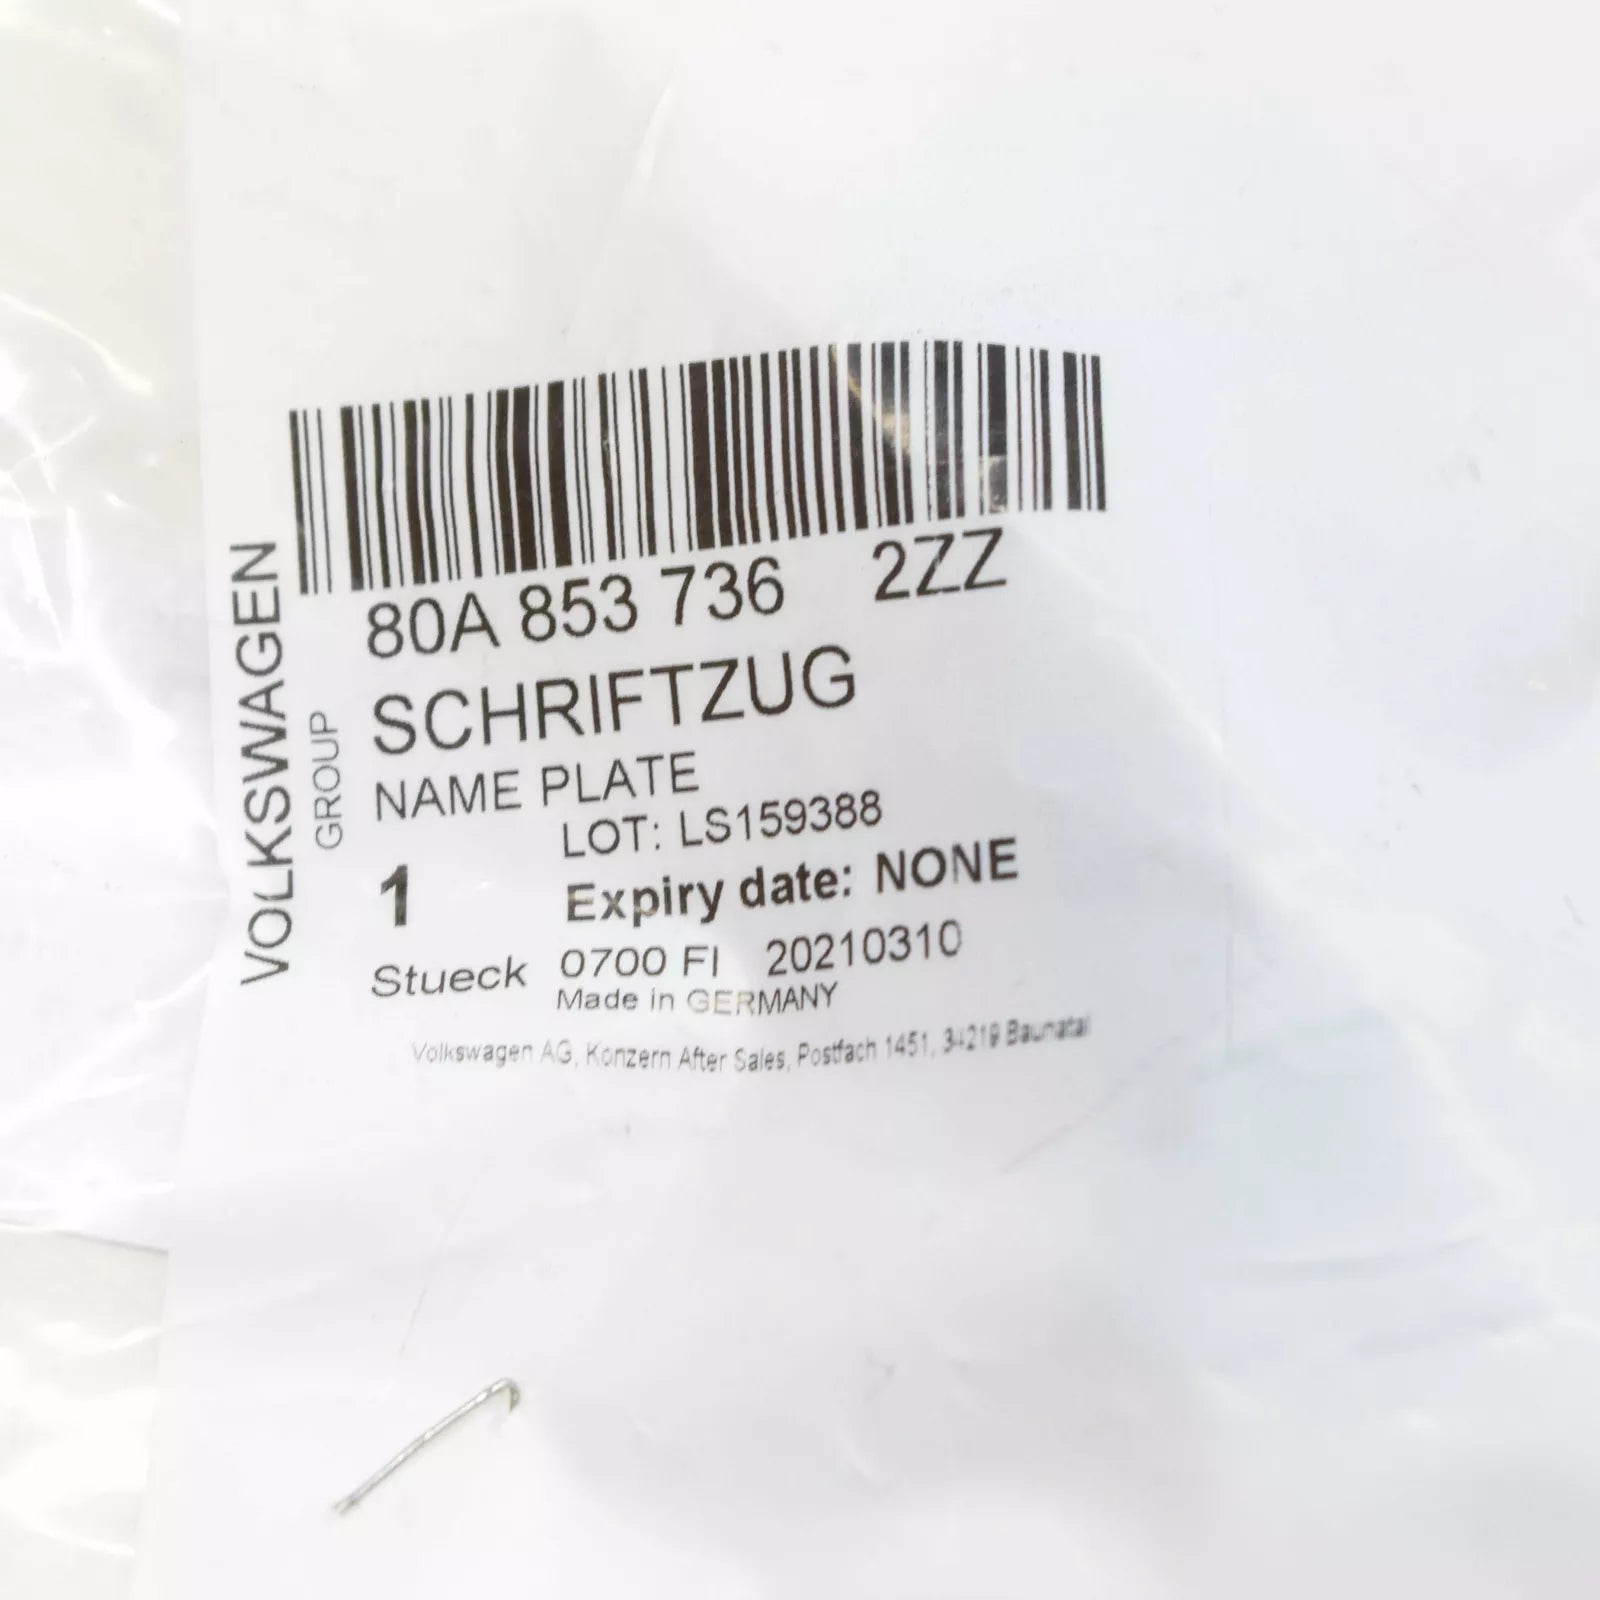 VOLKSWAGEN
GROUP
80A 853 736 2ZZ
SCHRIFTZUG
NAME PLATE
LOT: LS159388
1 Expiry date: NONE
Stueck 0700 FI 20210310
Made in GERMANY
Volkswagen AG, Konzern After Sales, Postfach 1451, 34219 Baunatal